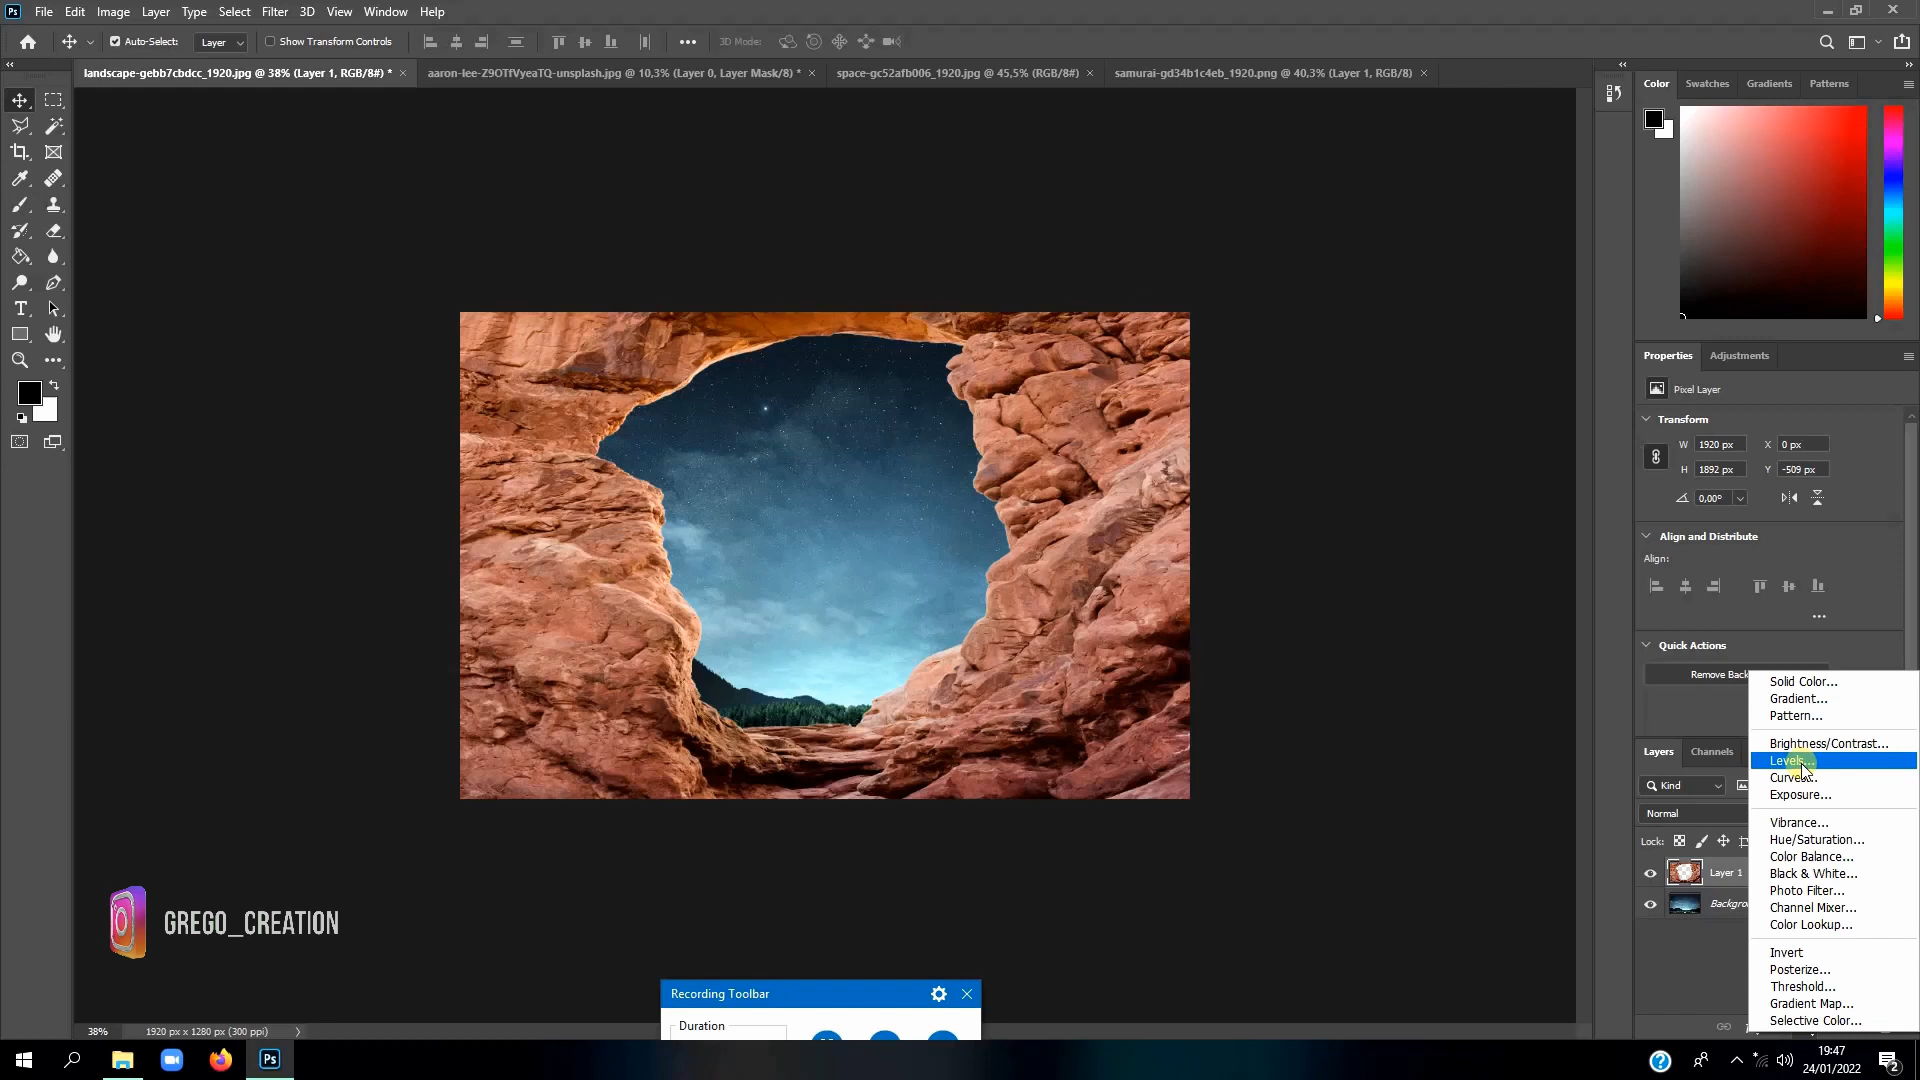 Ps File Edit Image Layer Type Select Filter 3D View Window Help
Auto-Select: Layer Show Transform Controls 3D Mode:
landscape-gebb7cbdcc_1920.jpg @ 38% (Layer 1, RGB/8#) * aaron-lee-Z9OTfVyeaTQ-unsplash.jpg @ 10,3% (Layer 0, Layer Mask/8) * space-gc52afb006_1920.jpg @ 45,5% (RGB/8#) samurai-gd34b1c4eb_1920.png @ 40,3% (Layer 1, RGB/8)
Color Swatches Gradients Patterns
Properties Adjustments
Pixel Layer
Transform
W 1920 px X 0 px
H 1892 px Y -509 px
0,00°
Align and Distribute
Align:
Quick Actions
Remove Back
Solid Color...
Gradient...
Pattern...
Brightness/Contrast...
Levels...
Curves...
Exposure...
Vibrance...
Hue/Saturation...
Color Balance...
Black & White...
Photo Filter...
Channel Mixer...
Color Lookup...
Invert
Posterize...
Threshold...
Gradient Map...
Selective Color...
Layers Channels
Kind
Normal
Lock:
Layer 1
Backgro
GREGO_CREATION
Recording Toolbar
Duration
38% 1920 px x 1280 px (300 ppi)
Ps
19:47
24/01/2022
2